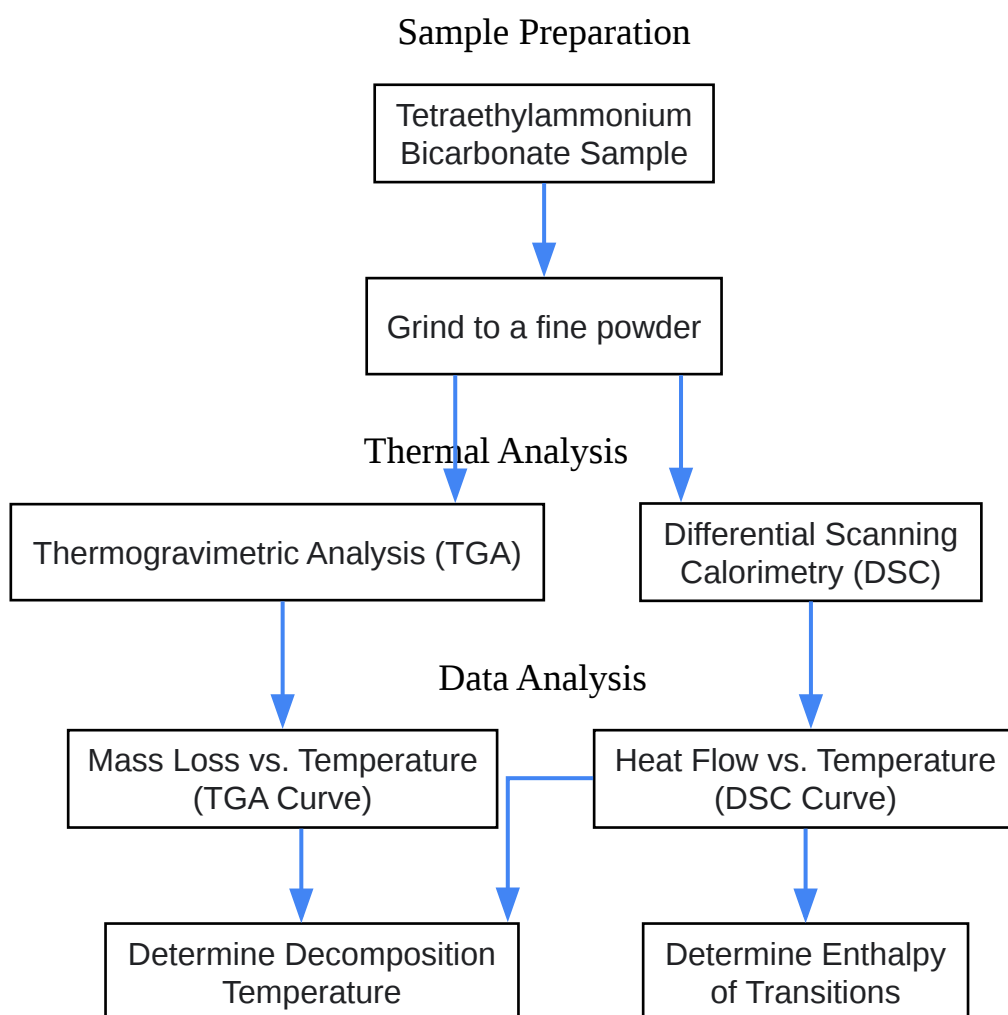 Sample Preparation
Tetraethylammonium
Bicarbonate Sample
Grind to a fine powder
Thermal Analysis
Thermogravimetric Analysis (TGA)
Differential Scanning
Calorimetry (DSC)
Data Analysis
Mass Loss vs. Temperature
(TGA Curve)
Heat Flow vs. Temperature
(DSC Curve)
Determine Decomposition
Temperature
Determine Enthalpy
of Transitions